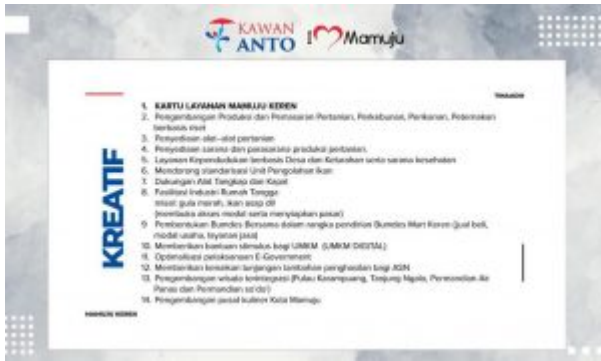 KAWAN
ANTO
I Mamuju
KREATIF
1. KARTU LAYANAN MAMUJU KEREN
2. Pengembangan Produksi dan Pemasaran Pertanian, Perkebunan, Perikanan, Peternakan
berbasis riset
3. Penyediaan alat-alat pertanian
4. Penyediaan sarana dan parasarana produksi pertanian.
5. Layanan Kependudukan berbasis Desa dan Kelurahan serta sarana kesehatan
6. Mendorong standarisasi Unit Pengolahan Ikan
7. Dukungan Alat Tangkap dan Kapal
8. Fasilitasi Industri Rumah Tangga
misal: gula merah, ikan asap dll
(membuka akses modal serta menyiapkan pasar)
9 Pembentukan Bumdes Bersama dalam rangka pendirian Bumdes Mart Keren (jual beli,
modal usaha, layanan jasa)
10. Memberikan bantuan stimulus bagi UMKM (UMKM DIGITAL)
11. Optimalisasi pelaksanaan E-Government
12. Memberikan kenaikan tunjangan tambahan penghasilan bagi ASN
13. Pengembangan wisata terintegrasi (Pulau Karampuang, Tanjung Ngalo, Permandian Air
Panas dan Permandian so'do')
14. Pengembangan pusat kuliner Kota Mamuju
MAMUJU KEREN